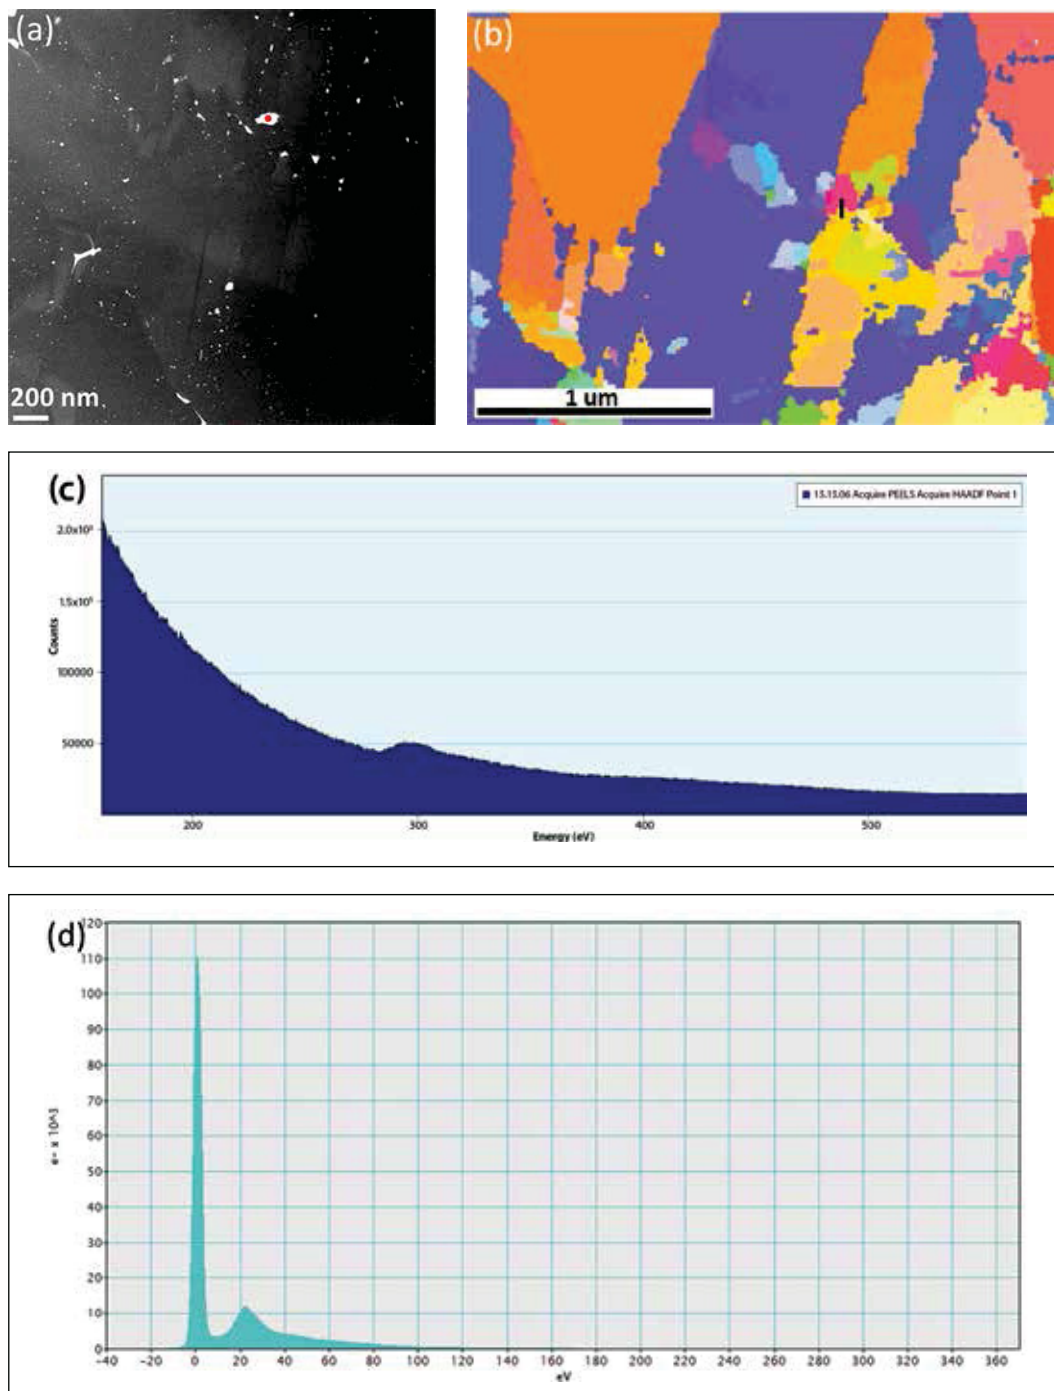 (a)
200 nm
(b)
1 um
(c)
15.15.06 Acquire PEELS Acquire HAADF Point 1
2.0x10⁵
1.5x10⁵
100000
50000
Counts
200 300 400 500
Energy (eV)
(d)
120
110
100
90
80
70
60
50
40
30
20
10
0
e- x 10^3
-40 -20 0 20 40 60 80 100 120 140 160 180 200 220 240 260 280 300 320 340 360
eV